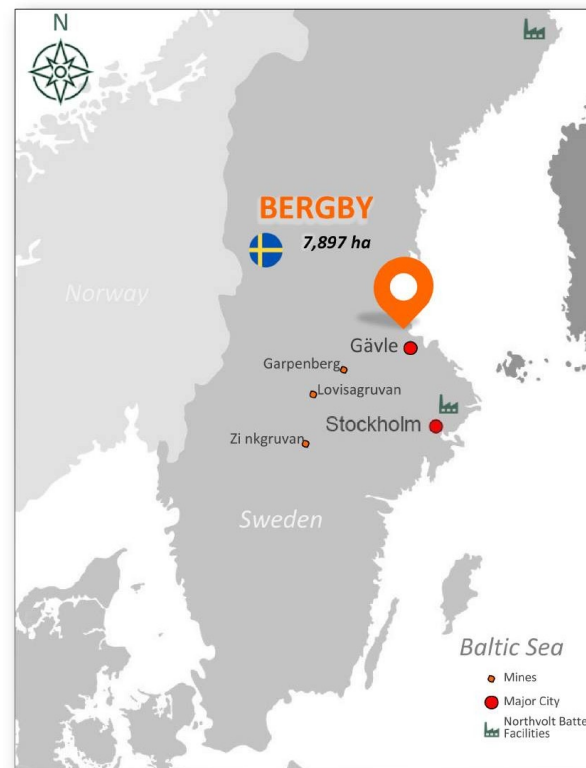 N
BERGBY
7,897 ha
Norway
Gävle
Garpenberg
Lovisagruvan
Stockholm
Zi nkgruvan
Sweden
Baltic Sea
Mines
Major City
Northvolt Batte
Facilities